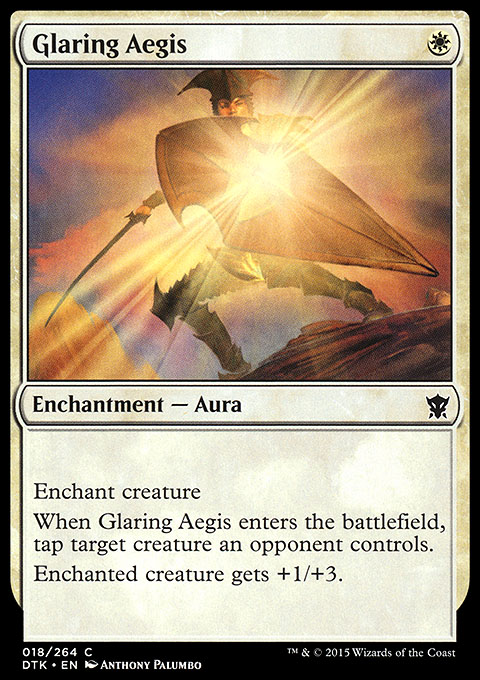 Glaring Aegis
Enchantment — Aura
Enchant creature
When Glaring Aegis enters the battlefield,
tap target creature an opponent controls.
Enchanted creature gets +1/+3.
018/264 C
DTK • EN Anthony Palumbo
™ & © 2015 Wizards of the Coast